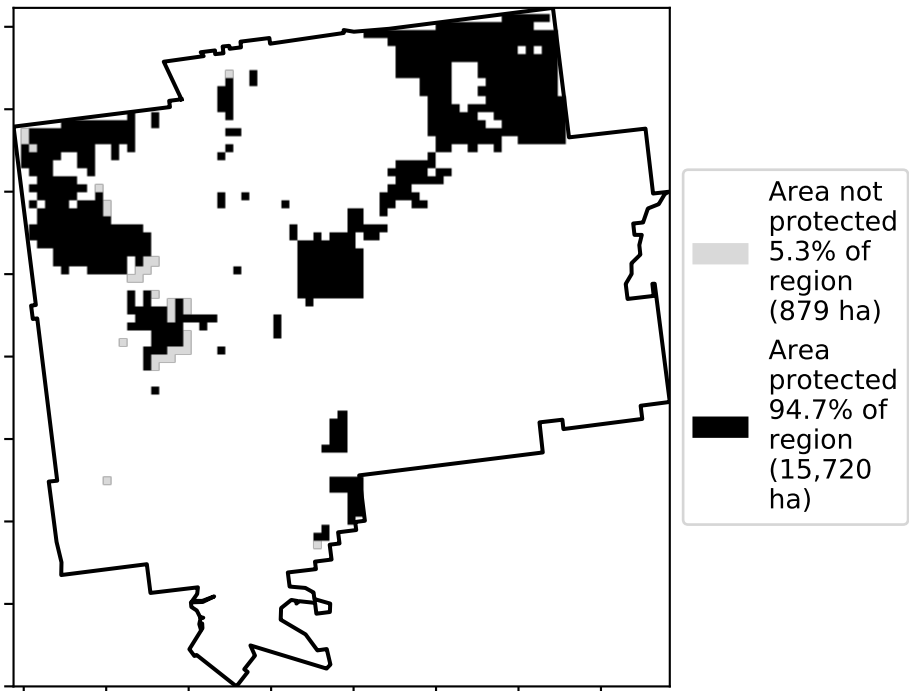 Area not
protected
5.3% of
region
(879 ha)
Area
protected
94.7% of
region
(15,720
ha)